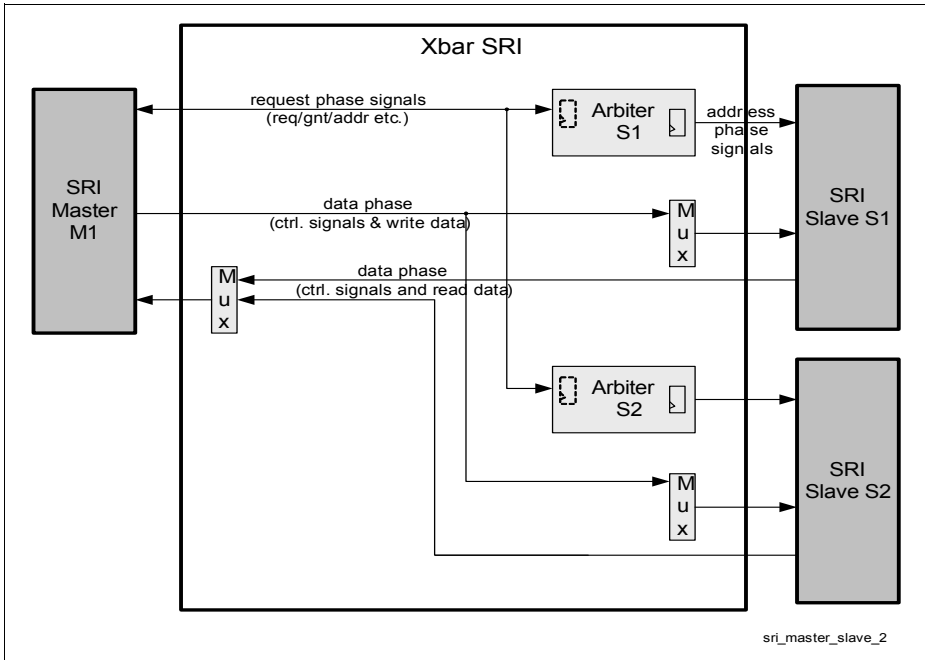 Xbar SRI
request phase signals
(req/gnt/addr etc.)
Arbiter
S1
address
phase
signals
SRI
Master
M1
SRI
Slave S1
data phase
(ctrl. signals & write data)
M
u
x
data phase
(ctrl. signals and read data)
M
u
x
Arbiter
S2
SRI
Slave S2
M
u
x
sri_master_slave_2